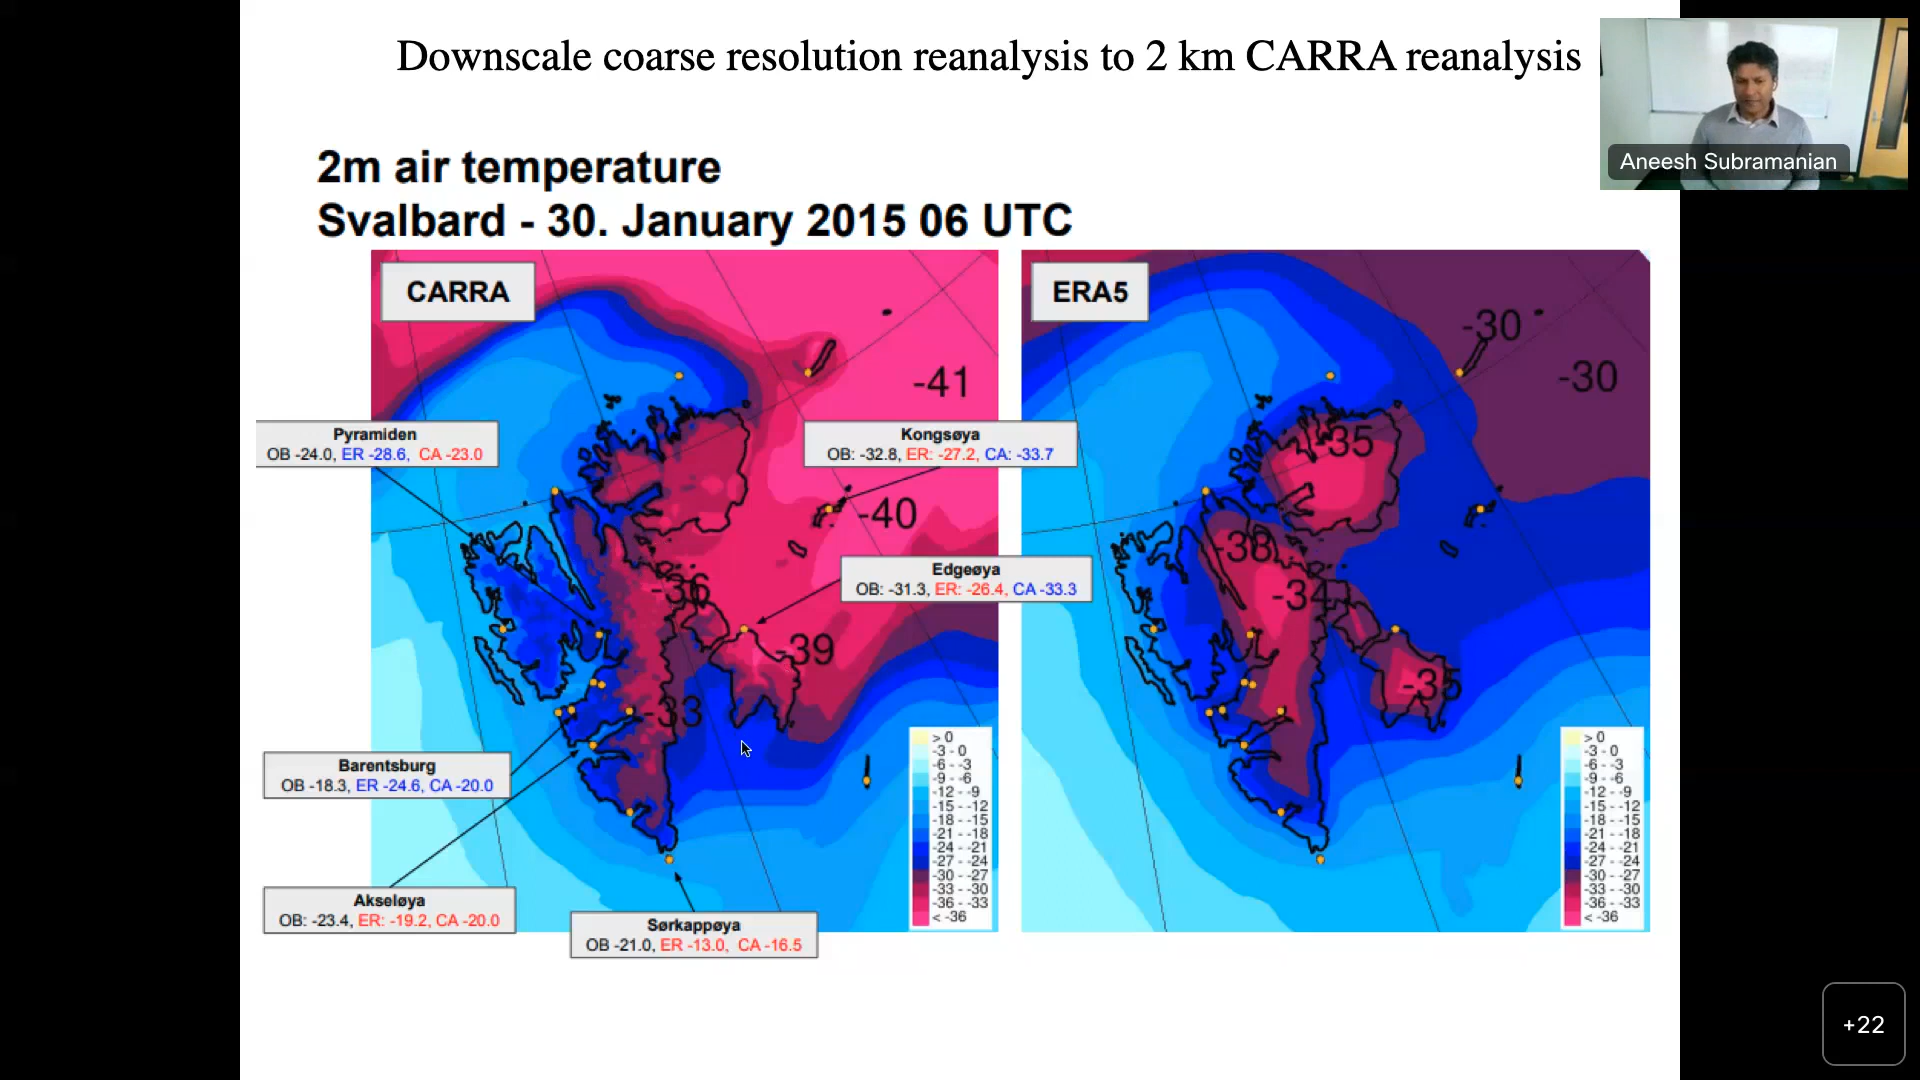 Downscale coarse resolution reanalysis to 2 km CARRA reanalysis
Aneesh Subramanian
2m air temperature
Svalbard - 30. January 2015 06 UTC
CARRA
ERA5
-30
-41
-30
Pyramiden
OB -24.0, ER -28.6, CA -23.0
Kongsøya
OB: -32.8, ER: -27.2, CA: -33.7
-35
-40
-38
Edgeøya
OB: -31.3, ER: -26.4, CA -33.3
-36
-34
-39
-35
-33
Barentsburg
OB -18.3, ER -24.6, CA -20.0
Akseløya
OB: -23.4, ER: -19.2, CA -20.0
Sørkappøya
OB -21.0, ER -13.0, CA -16.5
> 0
-3 - 0
-6 - -3
-9 - -6
-12 - -9
-15 - -12
-18 - -15
-21 - -18
-24 - -21
-27 - -24
-30 - -27
-33 - -30
-36 - -33
< -36
> 0
-3 - 0
-6 - -3
-9 - -6
-12 - -9
-15 - -12
-18 - -15
-21 - -18
-24 - -21
-27 - -24
-30 - -27
-33 - -30
-36 - -33
< -36
+22